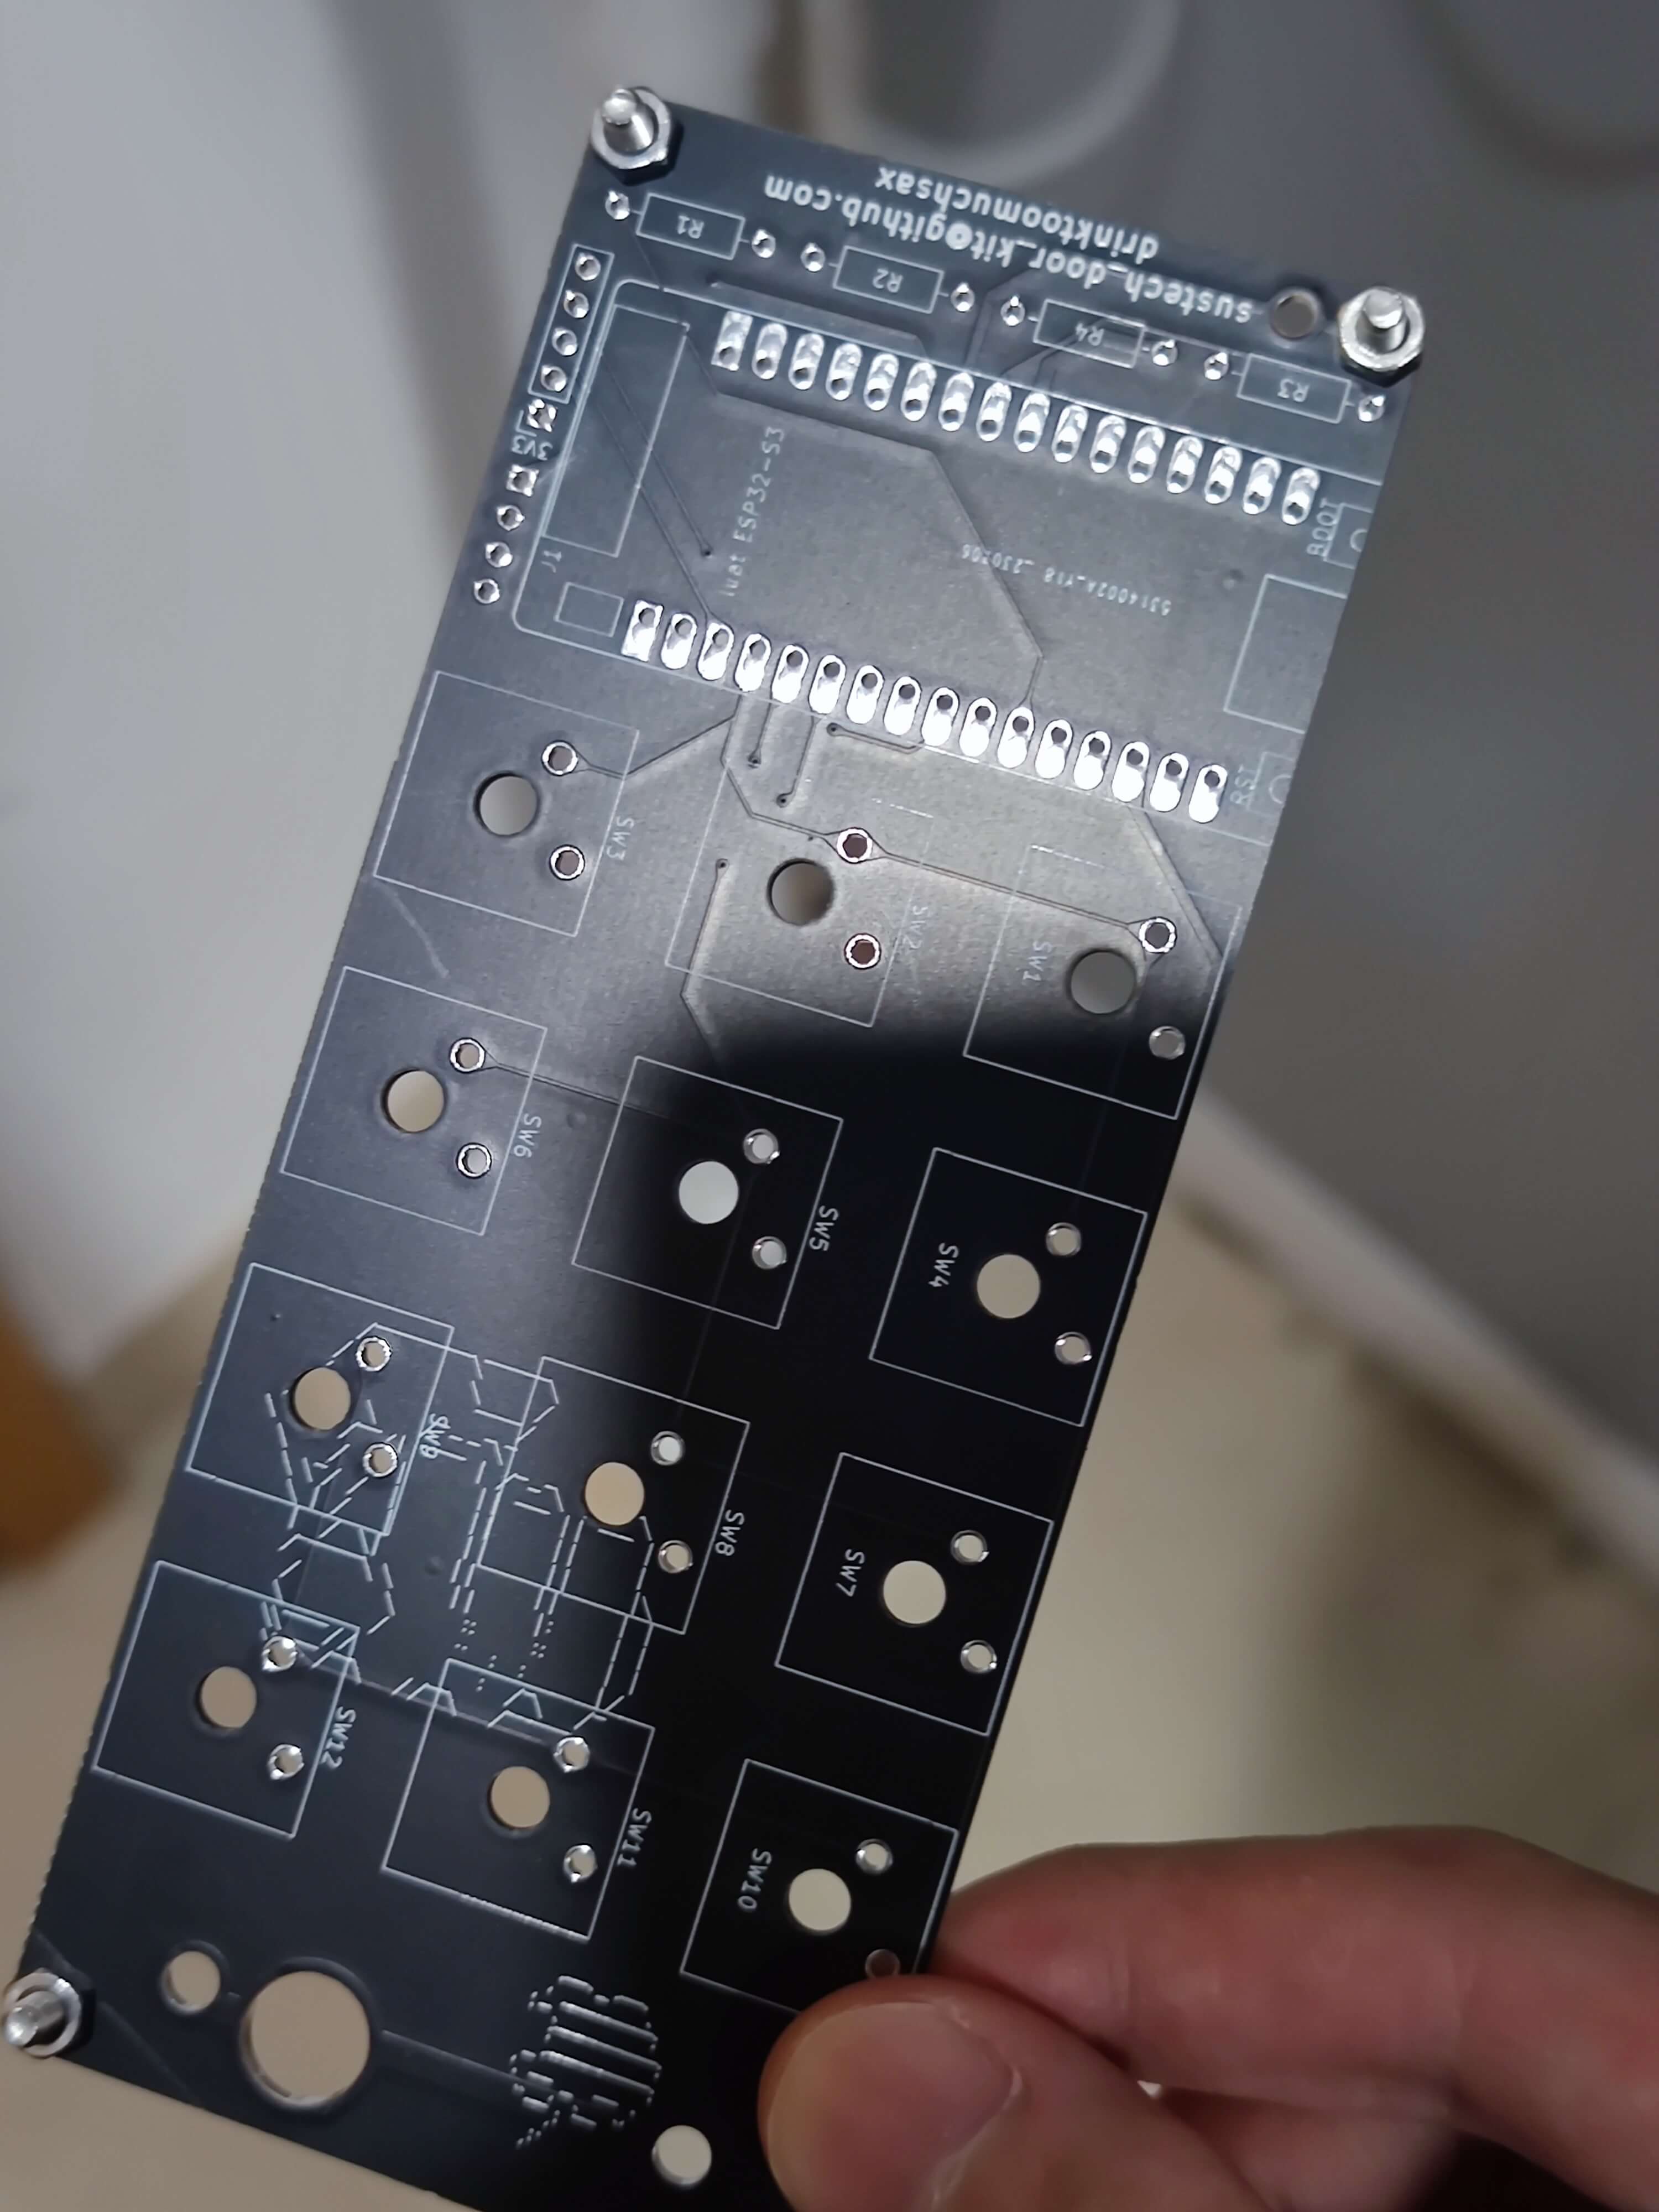 drinktoomuchsax
sustech_door_kit@github.com
R1
R2
R4
R3
3V3
3V3
J1
luat ESP32-S3
BOOT
RST
SW3
SW2
SW1
SW6
SW5
SW4
SW9
SW8
SW7
SW12
SW11
SW10